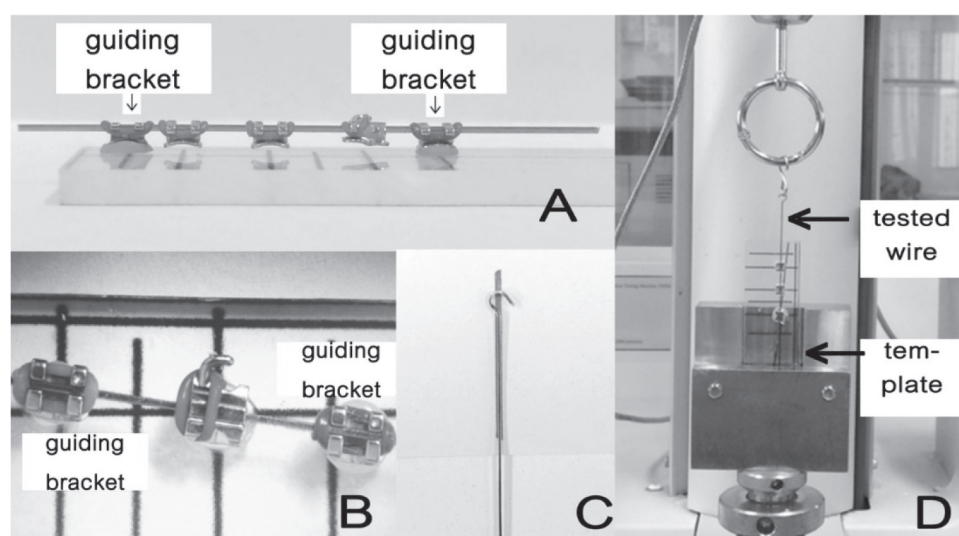 guiding
bracket
guiding
bracket
A
guiding
bracket
guiding
bracket
B
C
tested
wire
tem-
plate
D